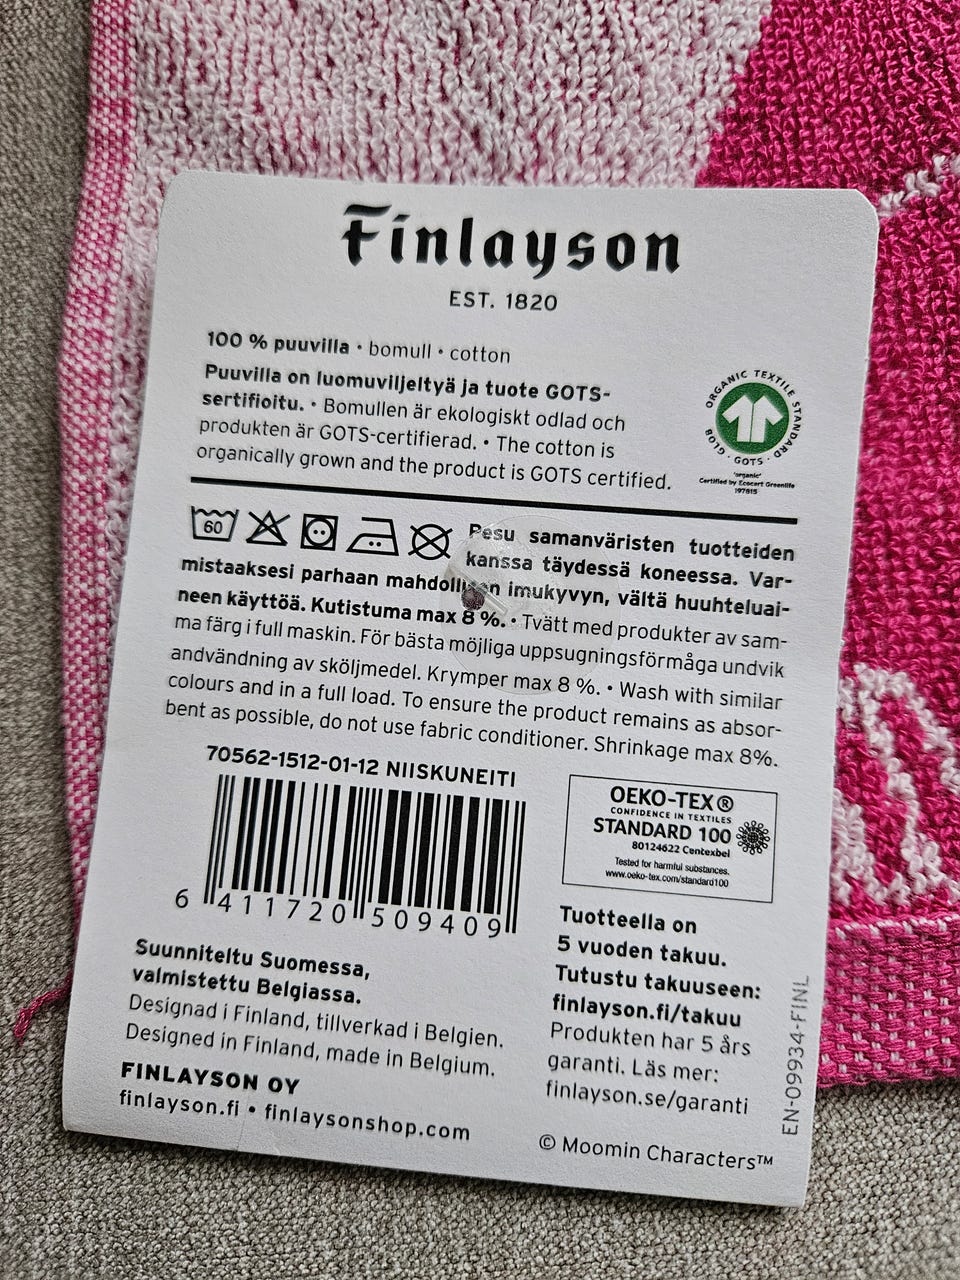 Finlayson
EST. 1820
100 % puuvilla • bomull • cotton
Puuvilla on luomuviljeltyä ja tuote GOTS-
sertifioitu. • Bomullen är ekologiskt odlad och
produkten är GOTS-certifierad. • The cotton is
organically grown and the product is GOTS certified.
ORGANIC TEXTILE STANDARD · GOTS · GLOB
'organic'
Certified by Ecocert Greenlife
197815
60
Pesu samanväristen tuotteiden
kanssa täydessä koneessa. Var-
mistaaksesi parhaan imukyvyn, vältä huuhteluai-
neen käyttöä. Kutistuma max 8 %. • Tvätt med produkter av sam-
ma färg i full maskin. För bästa möjliga uppsugningsförmåga undvik
andvändning av sköljmedel. Krymper max 8 %. • Wash with similar
colours and in a full load. To ensure the product remains as absor-
bent as possible, do not use fabric conditioner. Shrinkage max 8%.
70562-1512-01-12 NIISKUNEITI
6 411720 509409
OEKO-TEX®
CONFIDENCE IN TEXTILES
STANDARD 100
80124622 Centexbel
Tested for harmful substances.
www.oeko-tex.com/standard100
Suunniteltu Suomessa,
valmistettu Belgiassa.
Designad i Finland, tillverkad i Belgien.
Designed in Finland, made in Belgium.
FINLAYSON OY
finlayson.fi • finlaysonshop.com
Tuotteella on
5 vuoden takuu.
Tutustu takuuseen:
finlayson.fi/takuu
Produkten har 5 års
garanti. Läs mer:
finlayson.se/garanti
© Moomin Characters™
EN-09934-FINL